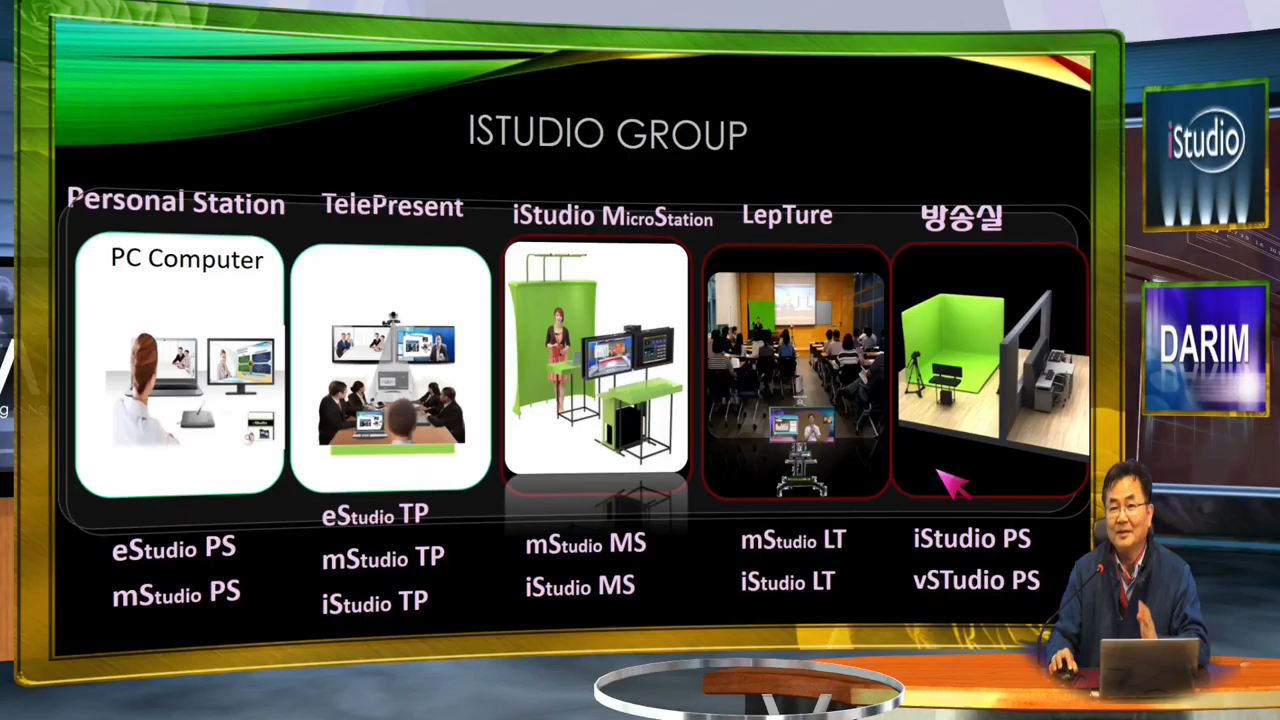 ISTUDIO GROUP
Personal Station
TelePresent
iStudio MicroStation
LepTure
방송실
PC Computer
eStudio PS
mStudio PS
eStudio TP
mStudio TP
iStudio TP
mStudio MS
iStudio MS
mStudio LT
iStudio LT
iStudio PS
vSTudio PS
iStudio
DARIM